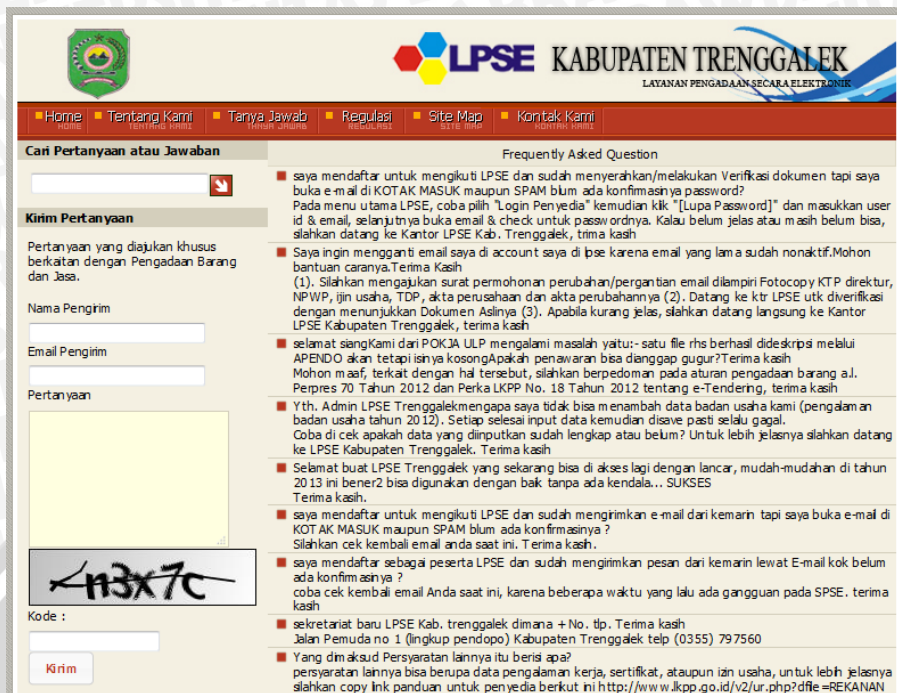 LPSE KABUPATEN TRENGGALEK
LAYANAN PENGADAAN SECARA ELEKTRONIK
Home Tentang Kami Tanya Jawab Regulasi Site Map Kontak Kami
HOME TENTANG KAMI TANYA JAWAB REGULASI SITE MAP KONTAK KAMI
Cari Pertanyaan atau Jawaban
Kirim Pertanyaan
Pertanyaan yang diajukan khusus
berkaitan dengan Pengadaan Barang
dan Jasa.
Nama Pengirim
Email Pengirim
Pertanyaan
n3x7c
Kode :
Kirim
Frequently Asked Question
saya mendaftar untuk mengikuti LPSE dan sudah menyerahkan/melakukan Verifikasi dokumen tapi saya
buka e-mail di KOTAK MASUK maupun SPAM blum ada konfirmasinya password?
Pada menu utama LPSE, coba pilih "Login Penyedia" kemudian klik "[Lupa Password]" dan masukkan user
id & email, selanjutnya buka email & check untuk passwordnya. Kalau belum jelas atau masih belum bisa,
silahkan datang ke Kantor LPSE Kab. Trenggalek, trima kasih
Saya ingin mengganti email saya di account saya di lpse karena email yang lama sudah nonaktif.Mohon
bantuan caranya.Terima Kasih
(1). Silahkan mengajukan surat permohonan perubahan/pergantian email dilampiri Fotocopy KTP direktur,
NPWP, ijin usaha, TDP, akta perusahaan dan akta perubahannya (2). Datang ke ktr LPSE utk diverifikasi
dengan menunjukkan Dokumen Aslinya (3). Apabila kurang jelas, silahkan datang langsung ke Kantor
LPSE Kabupaten Trenggalek, terima kasih
selamat siangKami dari POKJA ULP mengalami masalah yaitu:- satu file rhs berhasil dideskripsi melalui
APENDO akan tetapi isinya kosongApakah penawaran bisa dianggap gugur?Terima kasih
Mohon maaf, terkait dengan hal tersebut, silahkan berpedoman pada aturan pengadaan barang a.l.
Perpres 70 Tahun 2012 dan Perka LKPP No. 18 Tahun 2012 tentang e-Tendering, terima kasih
Yth. Admin LPSE Trenggalekmengapa saya tidak bisa menambah data badan usaha kami (pengalaman
badan usaha tahun 2012). Setiap selesai input data kemudian disave pasti selalu gagal.
Coba di cek apakah data yang diinputkan sudah lengkap atau belum? Untuk lebih jelasnya silahkan datang
ke LPSE Kabupaten Trenggalek. Terima kasih
Selamat buat LPSE Trenggalek yang sekarang bisa di akses lagi dengan lancar, mudah-mudahan di tahun
2013 ini bener2 bisa digunakan dengan baik tanpa ada kendala... SUKSES
Terima kasih.
saya mendaftar untuk mengikuti LPSE dan sudah mengirimkan e-mail dari kemarin tapi saya buka e-mail di
KOTAK MASUK maupun SPAM blum ada konfirmasinya ?
Silahkan cek kembali email anda saat ini. Terima kasih.
saya mendaftar sebagai peserta LPSE dan sudah mengirimkan pesan dari kemarin lewat E-mail kok belum
ada konfirmasinya ?
coba cek kembali email Anda saat ini, karena beberapa waktu yang lalu ada gangguan pada SPSE. terima
kasih
sekretariat baru LPSE Kab. trenggalek dimana + No. tlp. Terima kasih
Jalan Pemuda no 1 (lingkup pendopo) Kabupaten Trenggalek telp (0355) 797560
Yang dimaksud Persyaratan lainnya itu berisi apa?
persyaratan lainnya bisa berupa data pengalaman kerja, sertifikat, ataupun izin usaha, untuk lebih jelasnya
silahkan copy link panduan untuk penyedia berikut ini http://www.lkpp.go.id/v2/ur.php?dfile=REKANAN